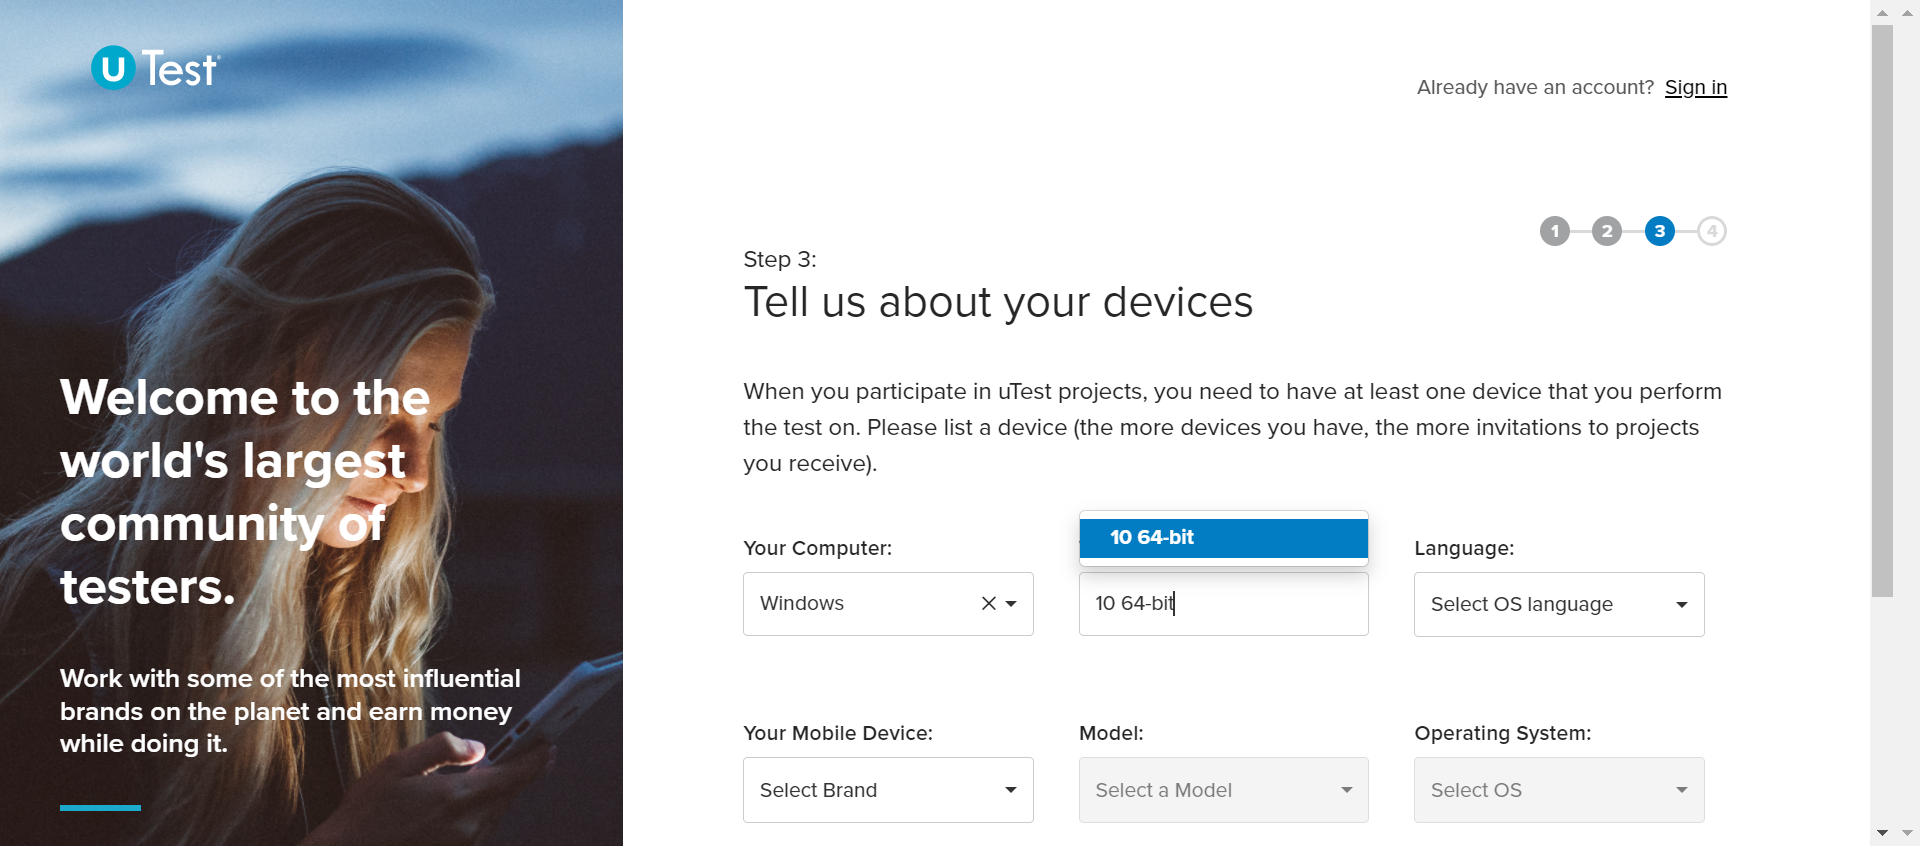 uTest
Already have an account? Sign in
1 2 3 4
Step 3:
Tell us about your devices
When you participate in uTest projects, you need to have at least one device that you perform
the test on. Please list a device (the more devices you have, the more invitations to projects
you receive).
Welcome to the
world's largest
community of
testers.
Work with some of the most influential
brands on the planet and earn money
while doing it.
Your Computer:
Windows
10 64-bit
10 64-bit
Language:
Select OS language
Your Mobile Device:
Select Brand
Model:
Select a Model
Operating System:
Select OS